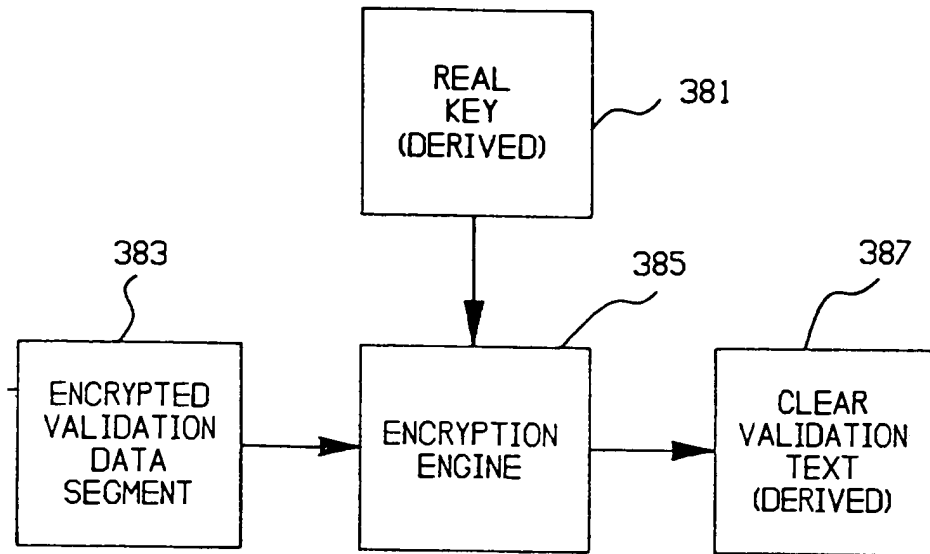 REAL
KEY
(DERIVED)
381
383
385
387
ENCRYPTED
VALIDATION
DATA
SEGMENT
ENCRYPTION
ENGINE
CLEAR
VALIDATION
TEXT
(DERIVED)